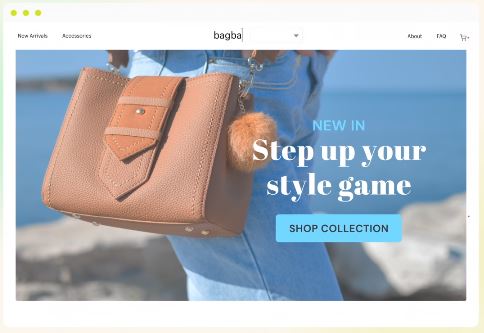 New Arrivals
Accessories
bagba
About
FAQ
NEW IN
Step up your
style game
SHOP COLLECTION